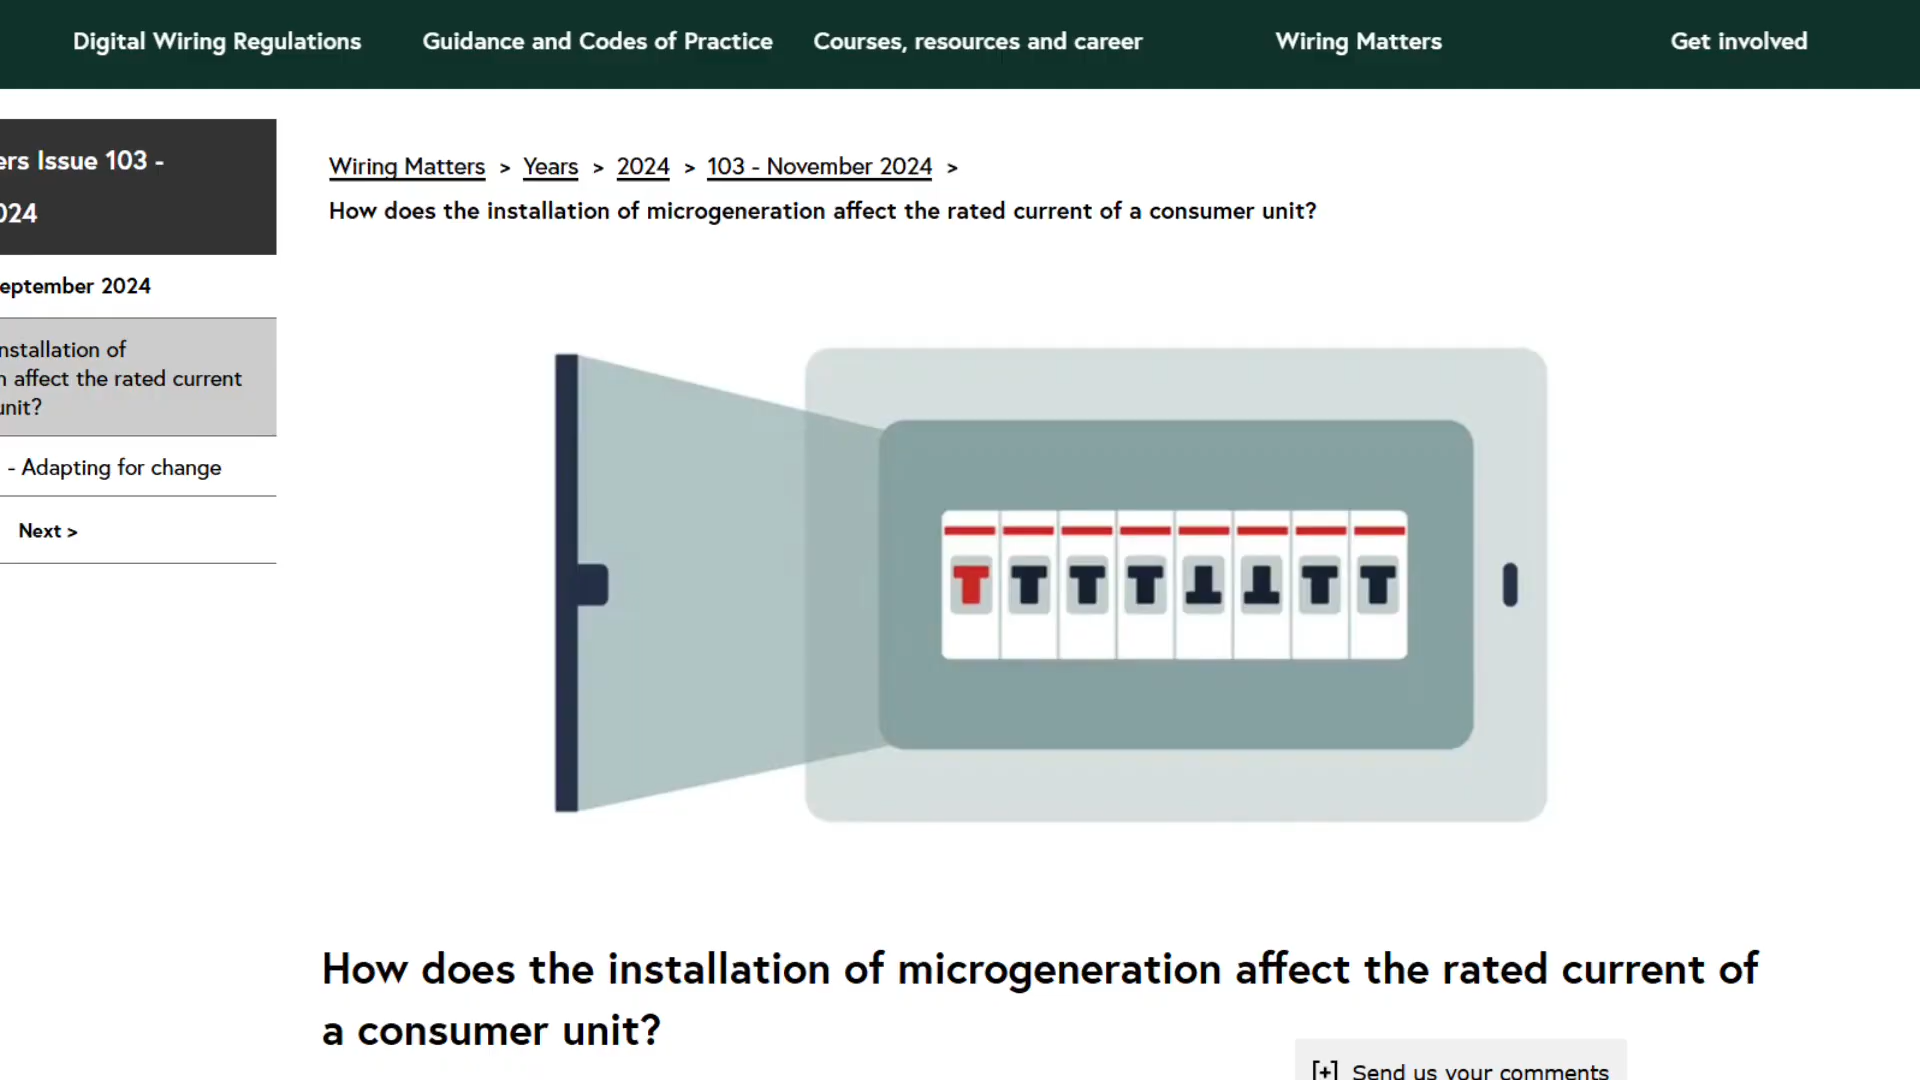 Digital Wiring Regulations
Guidance and Codes of Practice
Courses, resources and career
Wiring Matters
Get involved
ers Issue 103 -
024
eptember 2024
nstallation of
n affect the rated current
unit?
- Adapting for change
Next >
Wiring Matters > Years > 2024 > 103 - November 2024 >
How does the installation of microgeneration affect the rated current of a consumer unit?
How does the installation of microgeneration affect the rated current of
a consumer unit?
[+] Send us your comments